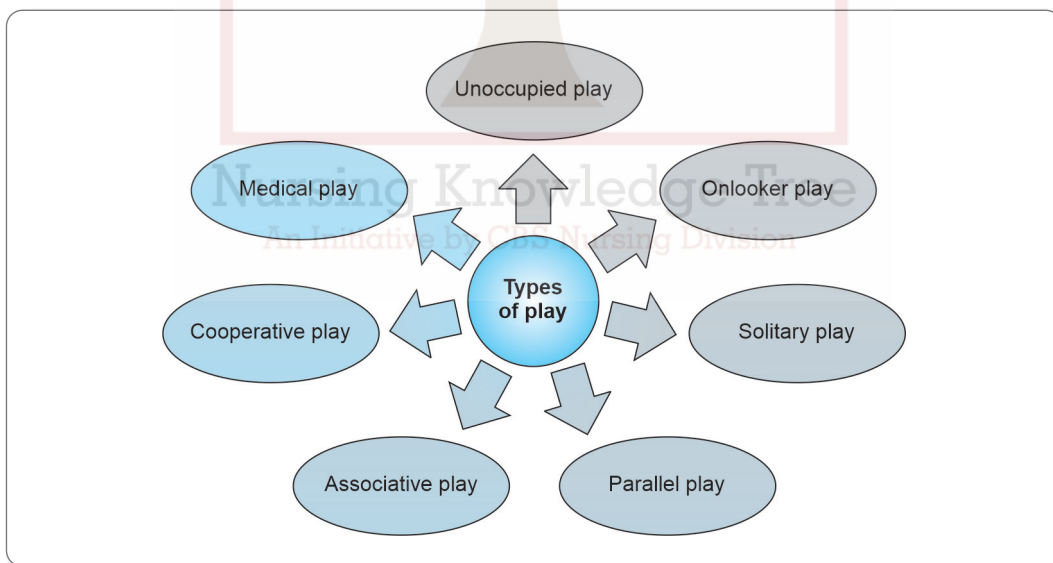 Unoccupied play
Medical play
Onlooker play
Nursing Knowledge Tree
An Initiative by CBS Nursing Division
Types
of play
Cooperative play
Solitary play
Associative play
Parallel play